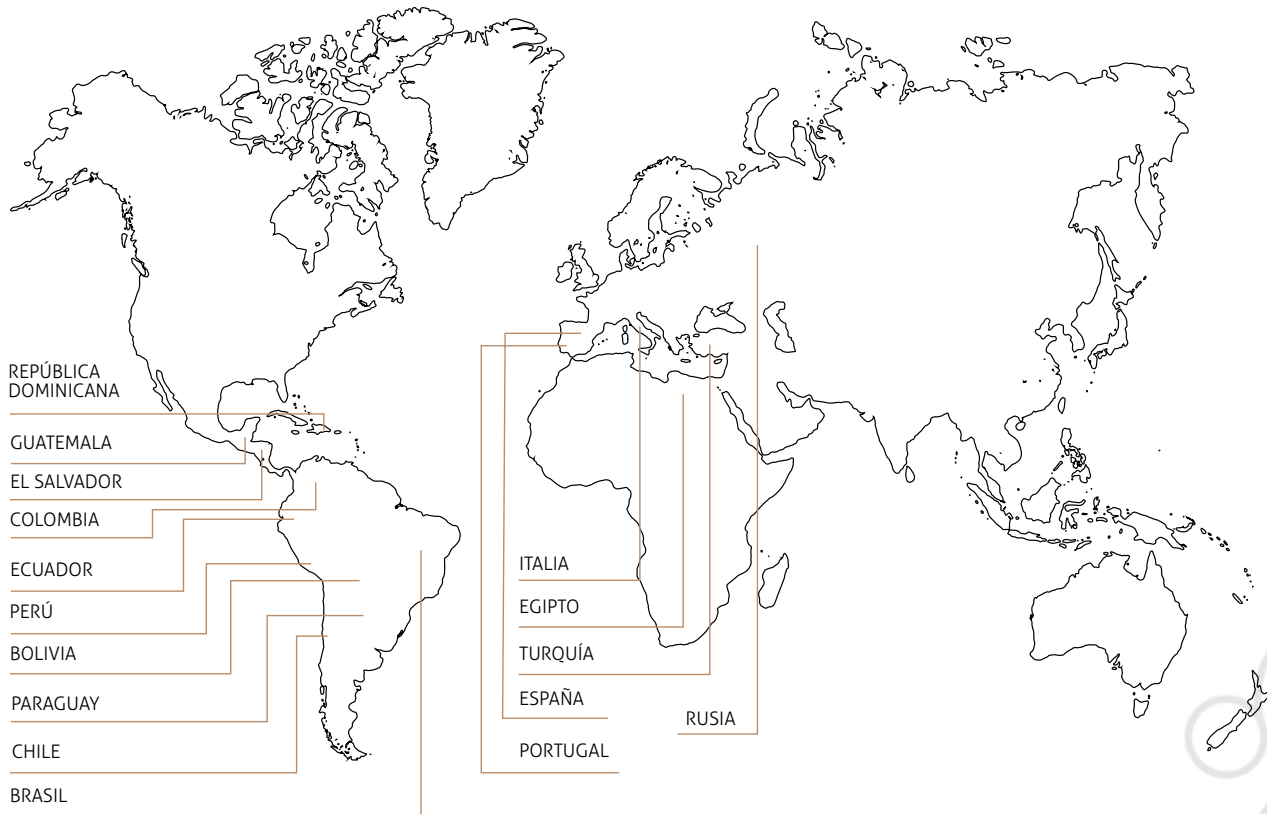 REPÚBLICA
DOMINICANA
GUATEMALA
EL SALVADOR
COLOMBIA
ECUADOR
PERÚ
BOLIVIA
PARAGUAY
CHILE
BRASIL
ITALIA
EGIPTO
TURQUÍA
ESPAÑA
PORTUGAL
RUSIA